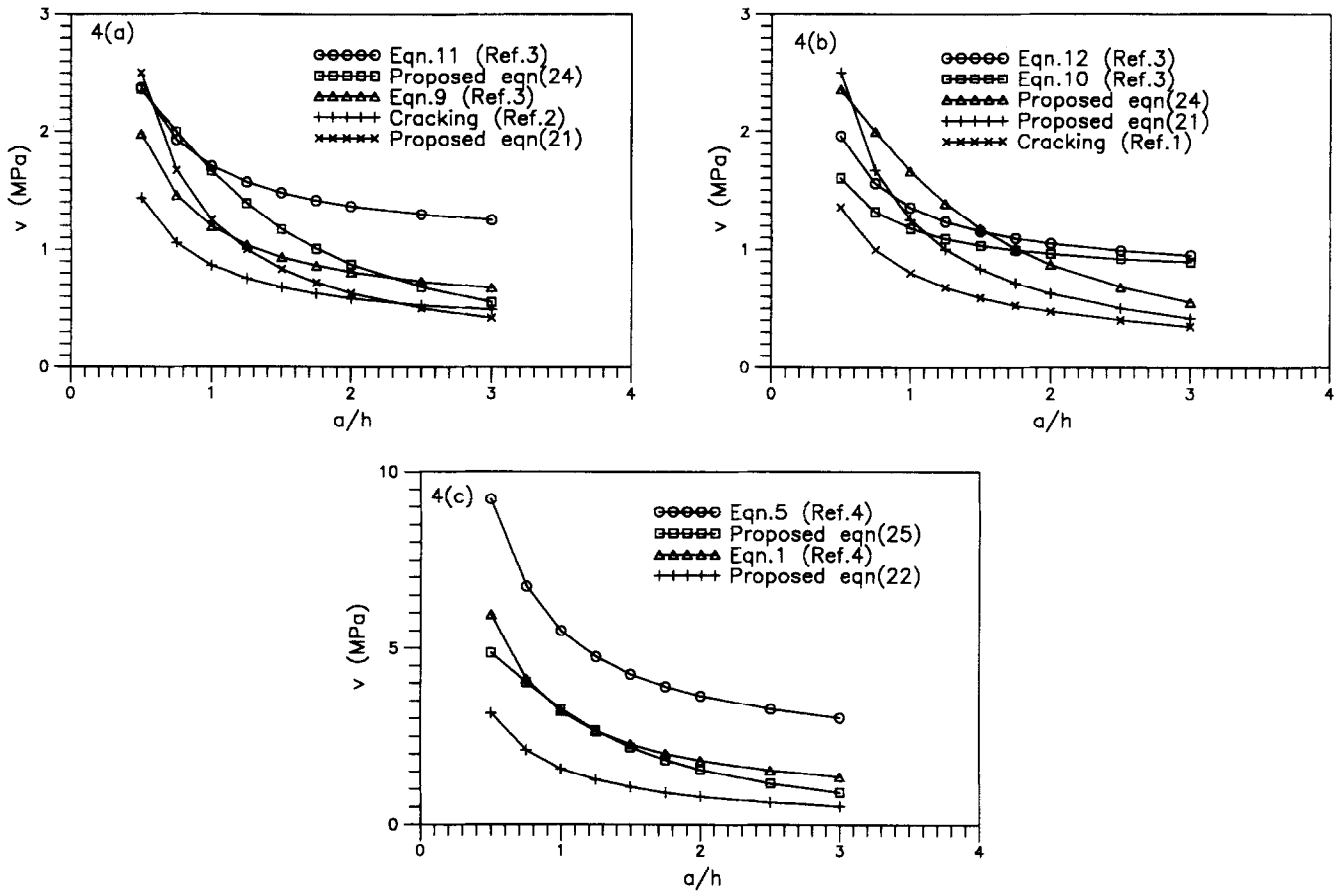 4(a)
Eqn.11 (Ref.3)
Proposed eqn(24)
Eqn.9 (Ref.3)
Cracking (Ref.2)
Proposed eqn(21)
3
2
1
0
v (MPa)
0 1 2 3 4
a/h
4(b)
Eqn.12 (Ref.3)
Eqn.10 (Ref.3)
Proposed eqn(24)
Proposed eqn(21)
Cracking (Ref.1)
3
2
1
0
v (MPa)
0 1 2 3 4
a/h
4(c)
Eqn.5 (Ref.4)
Proposed eqn(25)
Eqn.1 (Ref.4)
Proposed eqn(22)
10
5
0
v (MPa)
0 1 2 3 4
a/h